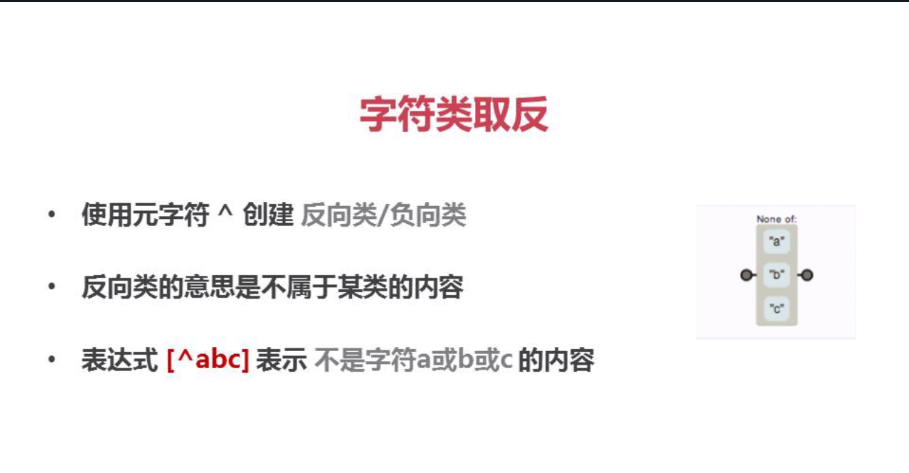 字符类取反
• 使用元字符 ^ 创建 反向类/负向类
• 反向类的意思是不属于某类的内容
• 表达式 [^abc] 表示 不是字符a或b或c 的内容
None of:
"a"
"b"
"c"